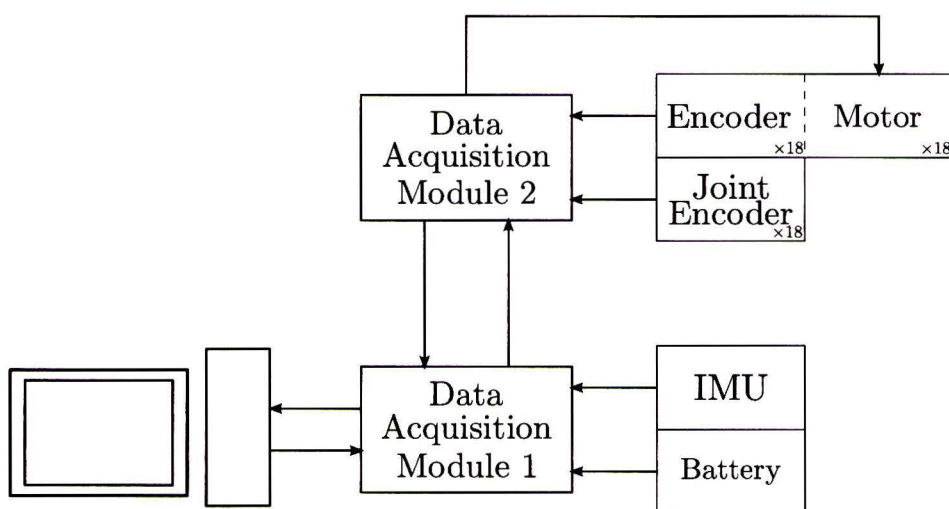 Data
Acquisition
Module 2
Encoder
×18
Motor
×18
Joint
Encoder
×18
Data
Acquisition
Module 1
IMU
Battery